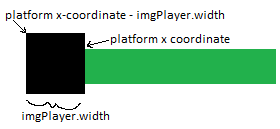 platform x-coordinate - imgPlayer.width
platform x coordinate
imgPlayer.width